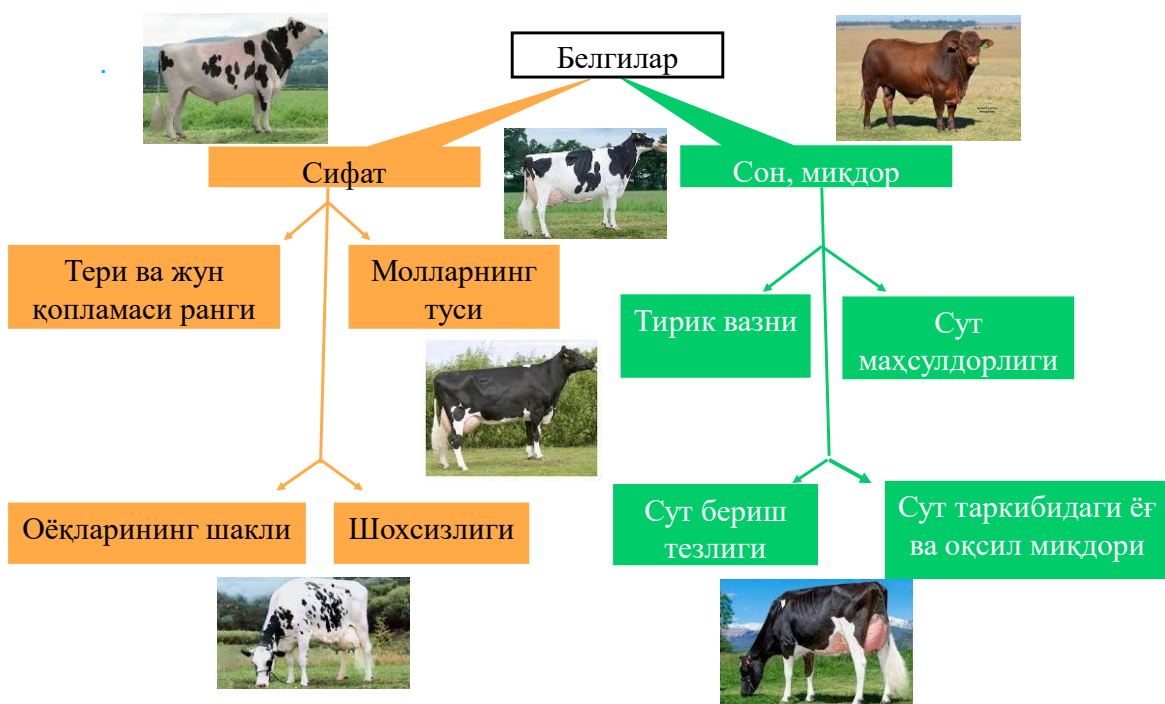 Белгилар
Сифат
Сон, миқдор
Тери ва жун
қопламаси ранги
Молларнинг
туси
Тирик вазни
Сут
маҳсулдорлиги
Оёқларининг шакли
Шохсизлиги
Сут бериш
тезлиги
Сут таркибидаги ёғ
ва оқсил миқдори